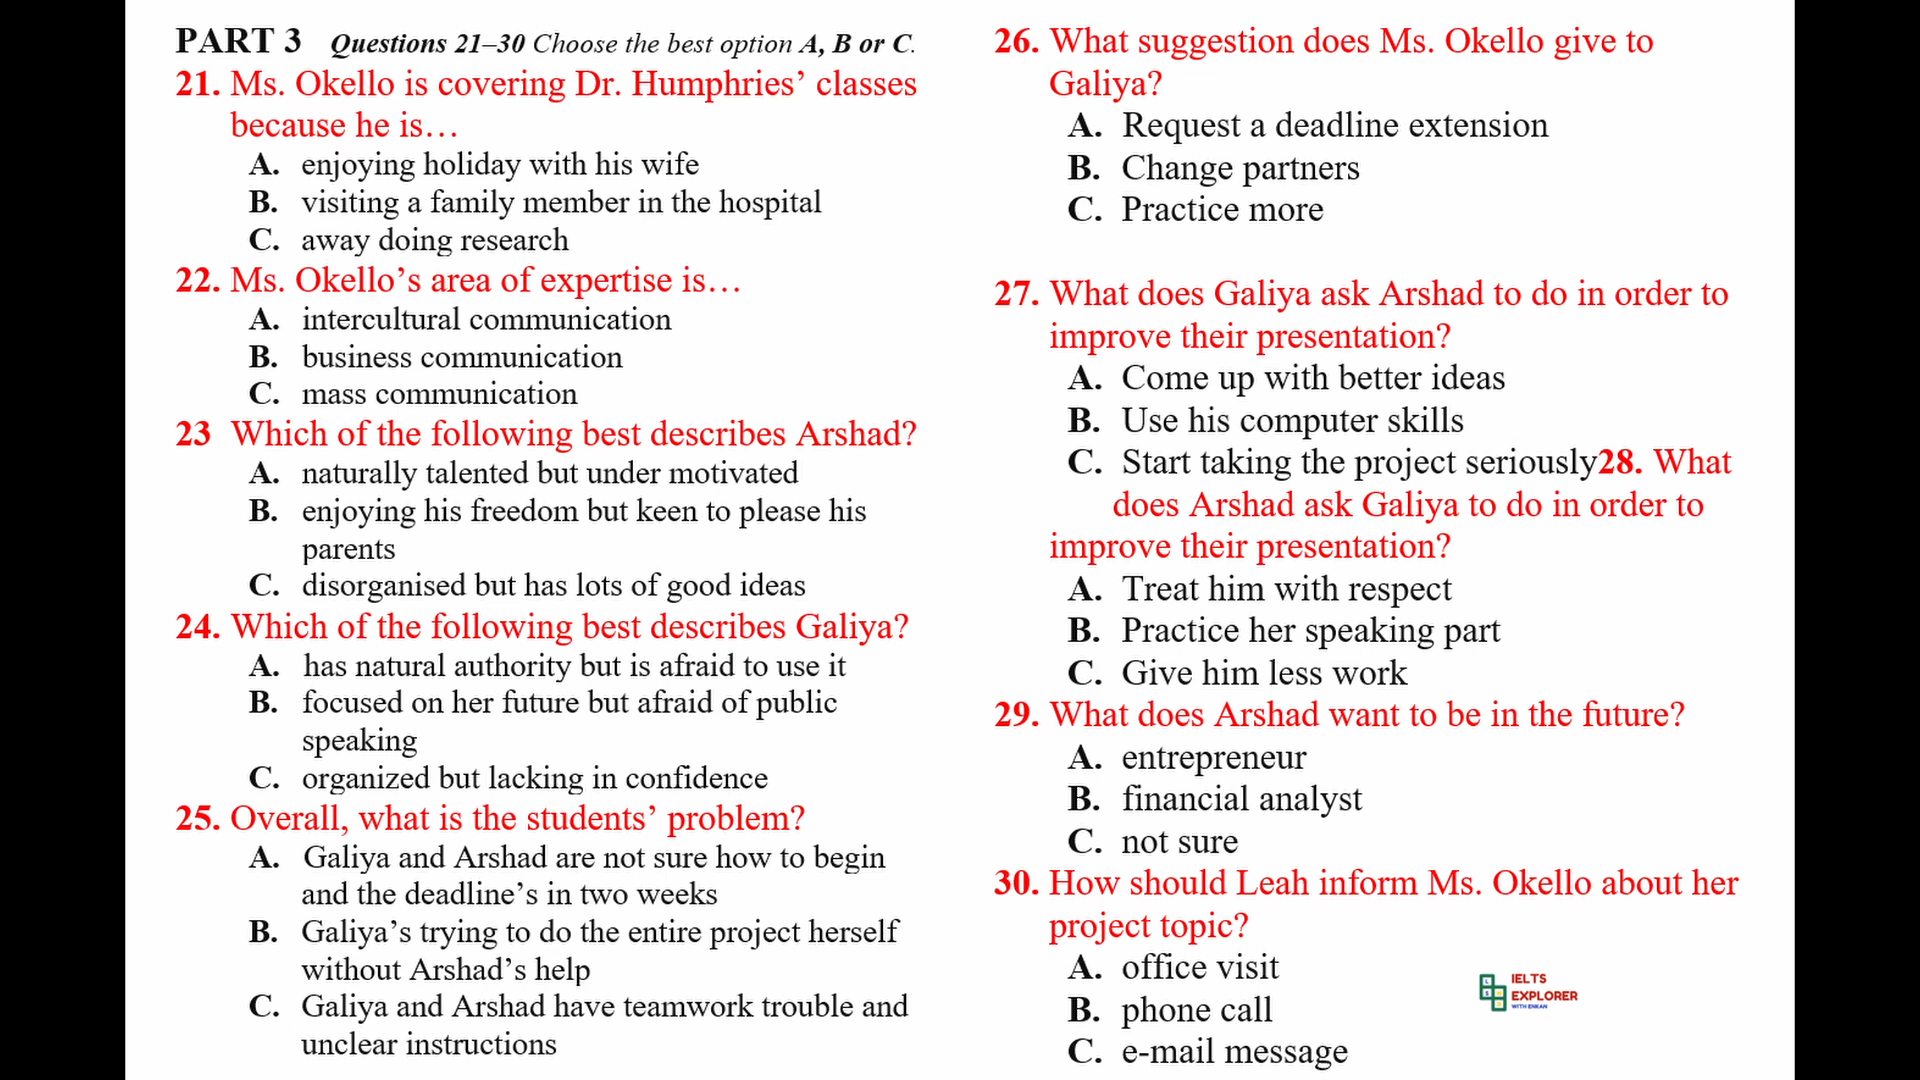 PART 3 Questions 21–30 Choose the best option A, B or C.
21. Ms. Okello is covering Dr. Humphries’ classes
because he is…
A. enjoying holiday with his wife
B. visiting a family member in the hospital
C. away doing research
22. Ms. Okello’s area of expertise is…
A. intercultural communication
B. business communication
C. mass communication
23 Which of the following best describes Arshad?
A. naturally talented but under motivated
B. enjoying his freedom but keen to please his
parents
C. disorganised but has lots of good ideas
24. Which of the following best describes Galiya?
A. has natural authority but is afraid to use it
B. focused on her future but afraid of public
speaking
C. organized but lacking in confidence
25. Overall, what is the students’ problem?
A. Galiya and Arshad are not sure how to begin
and the deadline’s in two weeks
B. Galiya’s trying to do the entire project herself
without Arshad’s help
C. Galiya and Arshad have teamwork trouble and
unclear instructions
26. What suggestion does Ms. Okello give to
Galiya?
A. Request a deadline extension
B. Change partners
C. Practice more
27. What does Galiya ask Arshad to do in order to
improve their presentation?
A. Come up with better ideas
B. Use his computer skills
C. Start taking the project seriously28. What
does Arshad ask Galiya to do in order to
improve their presentation?
A. Treat him with respect
B. Practice her speaking part
C. Give him less work
29. What does Arshad want to be in the future?
A. entrepreneur
B. financial analyst
C. not sure
30. How should Leah inform Ms. Okello about her
project topic?
A. office visit
B. phone call
C. e-mail message
IELTS
EXPLORER
WITH ENKAN